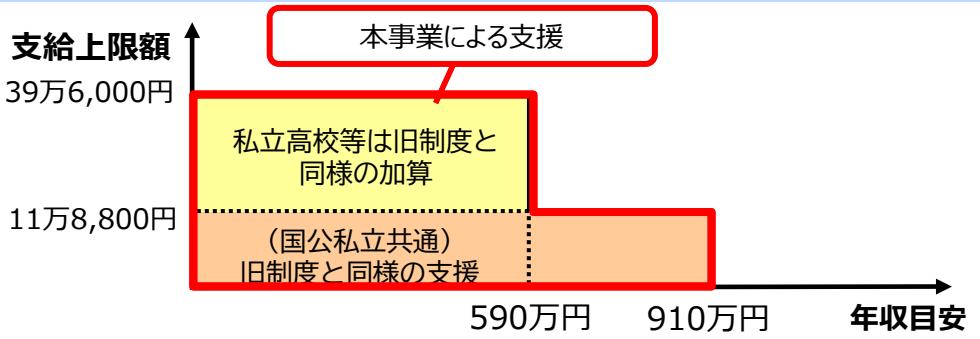 本事業による支援
支給上限額
39万6,000円
私立高校等は旧制度と
同様の加算
11万8,800円
（国公私立共通）
旧制度と同様の支援
590万円
910万円
年収目安